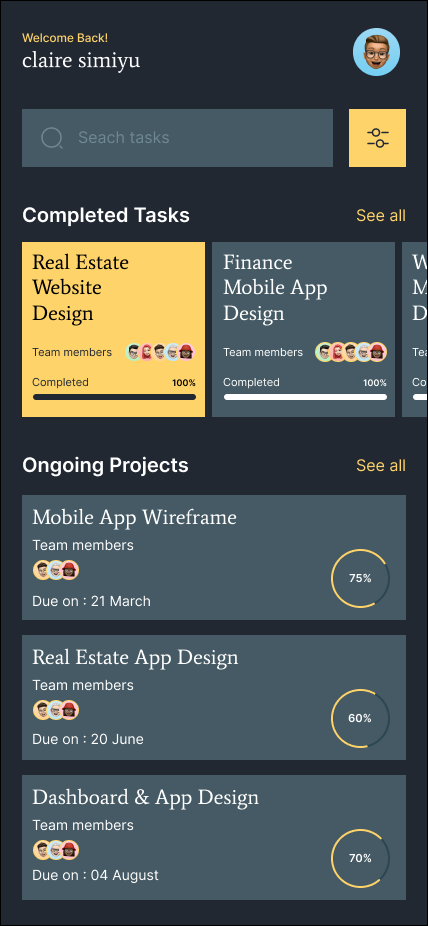 Welcome Back!
claire simiyu
Seach tasks
Completed Tasks
See all
Real Estate
Website
Design
Team members
Completed
100%
Finance
Mobile App
Design
Team members
Completed
100%
Ongoing Projects
See all
Mobile App Wireframe
Team members
Due on : 21 March
75%
Real Estate App Design
Team members
Due on : 20 June
60%
Dashboard & App Design
Team members
Due on : 04 August
70%